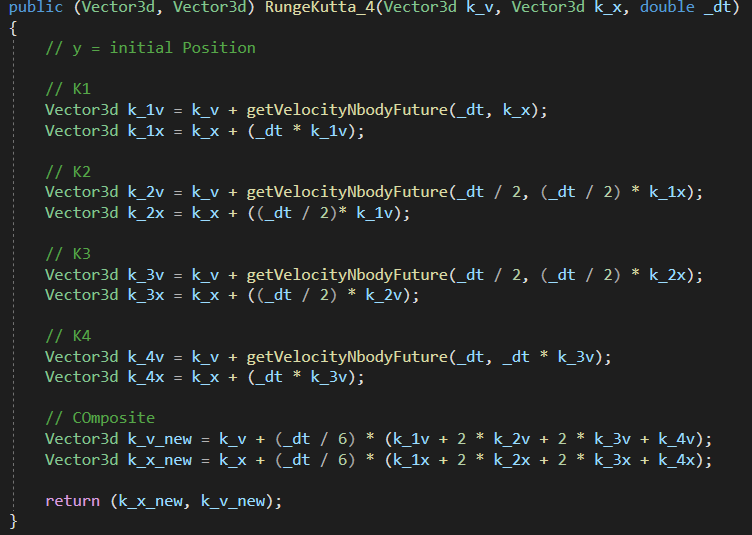 public (Vector3d, Vector3d) RungeKutta_4(Vector3d k_v, Vector3d k_x, double _dt)
{
// y = initial Position
// K1
Vector3d k_1v = k_v + getVelocityNbodyFuture(_dt, k_x);
Vector3d k_1x = k_x + (_dt * k_1v);
// K2
Vector3d k_2v = k_v + getVelocityNbodyFuture(_dt / 2, (_dt / 2) * k_1x);
Vector3d k_2x = k_x + ((_dt / 2)* k_1v);
// K3
Vector3d k_3v = k_v + getVelocityNbodyFuture(_dt / 2, (_dt / 2) * k_2x);
Vector3d k_3x = k_x + ((_dt / 2) * k_2v);
// K4
Vector3d k_4v = k_v + getVelocityNbodyFuture(_dt, _dt * k_3v);
Vector3d k_4x = k_x + (_dt * k_3v);
// COmposite
Vector3d k_v_new = k_v + (_dt / 6) * (k_1v + 2 * k_2v + 2 * k_3v + k_4v);
Vector3d k_x_new = k_x + (_dt / 6) * (k_1x + 2 * k_2x + 2 * k_3x + k_4x);
return (k_x_new, k_v_new);
}